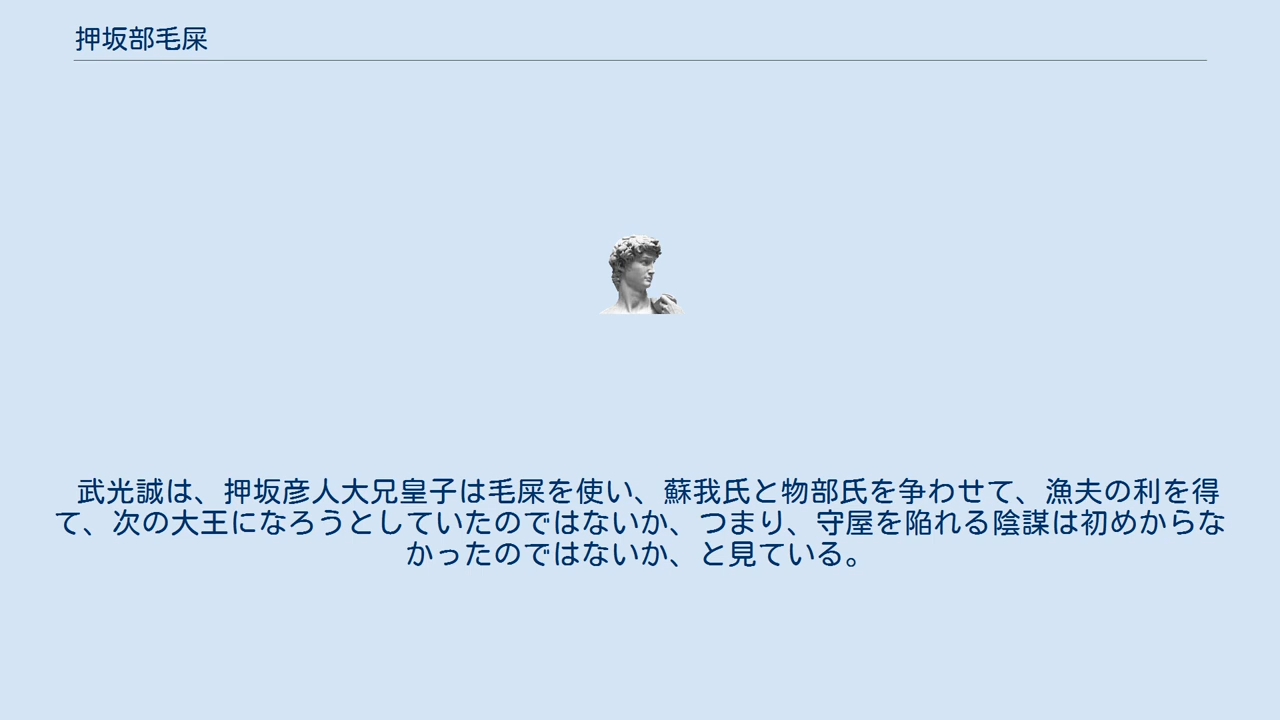 押坂部毛屎
武光誠は、押坂彦人大兄皇子は毛屎を使い、蘇我氏と物部氏を争わせて、漁夫の利を得
て、次の大王になろうとしていたのではないか、つまり、守屋を陥れる陰謀は初めからな
かったのではないか、と見ている。